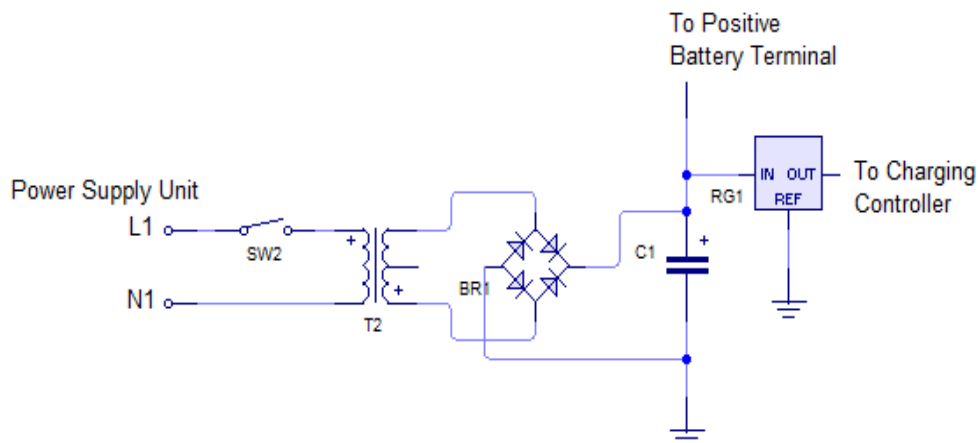 To Positive
Battery Terminal
Power Supply Unit
L1
SW2
N1
T2
BR1
C1
RG1
IN OUT
REF
To Charging
Controller
+
+
+